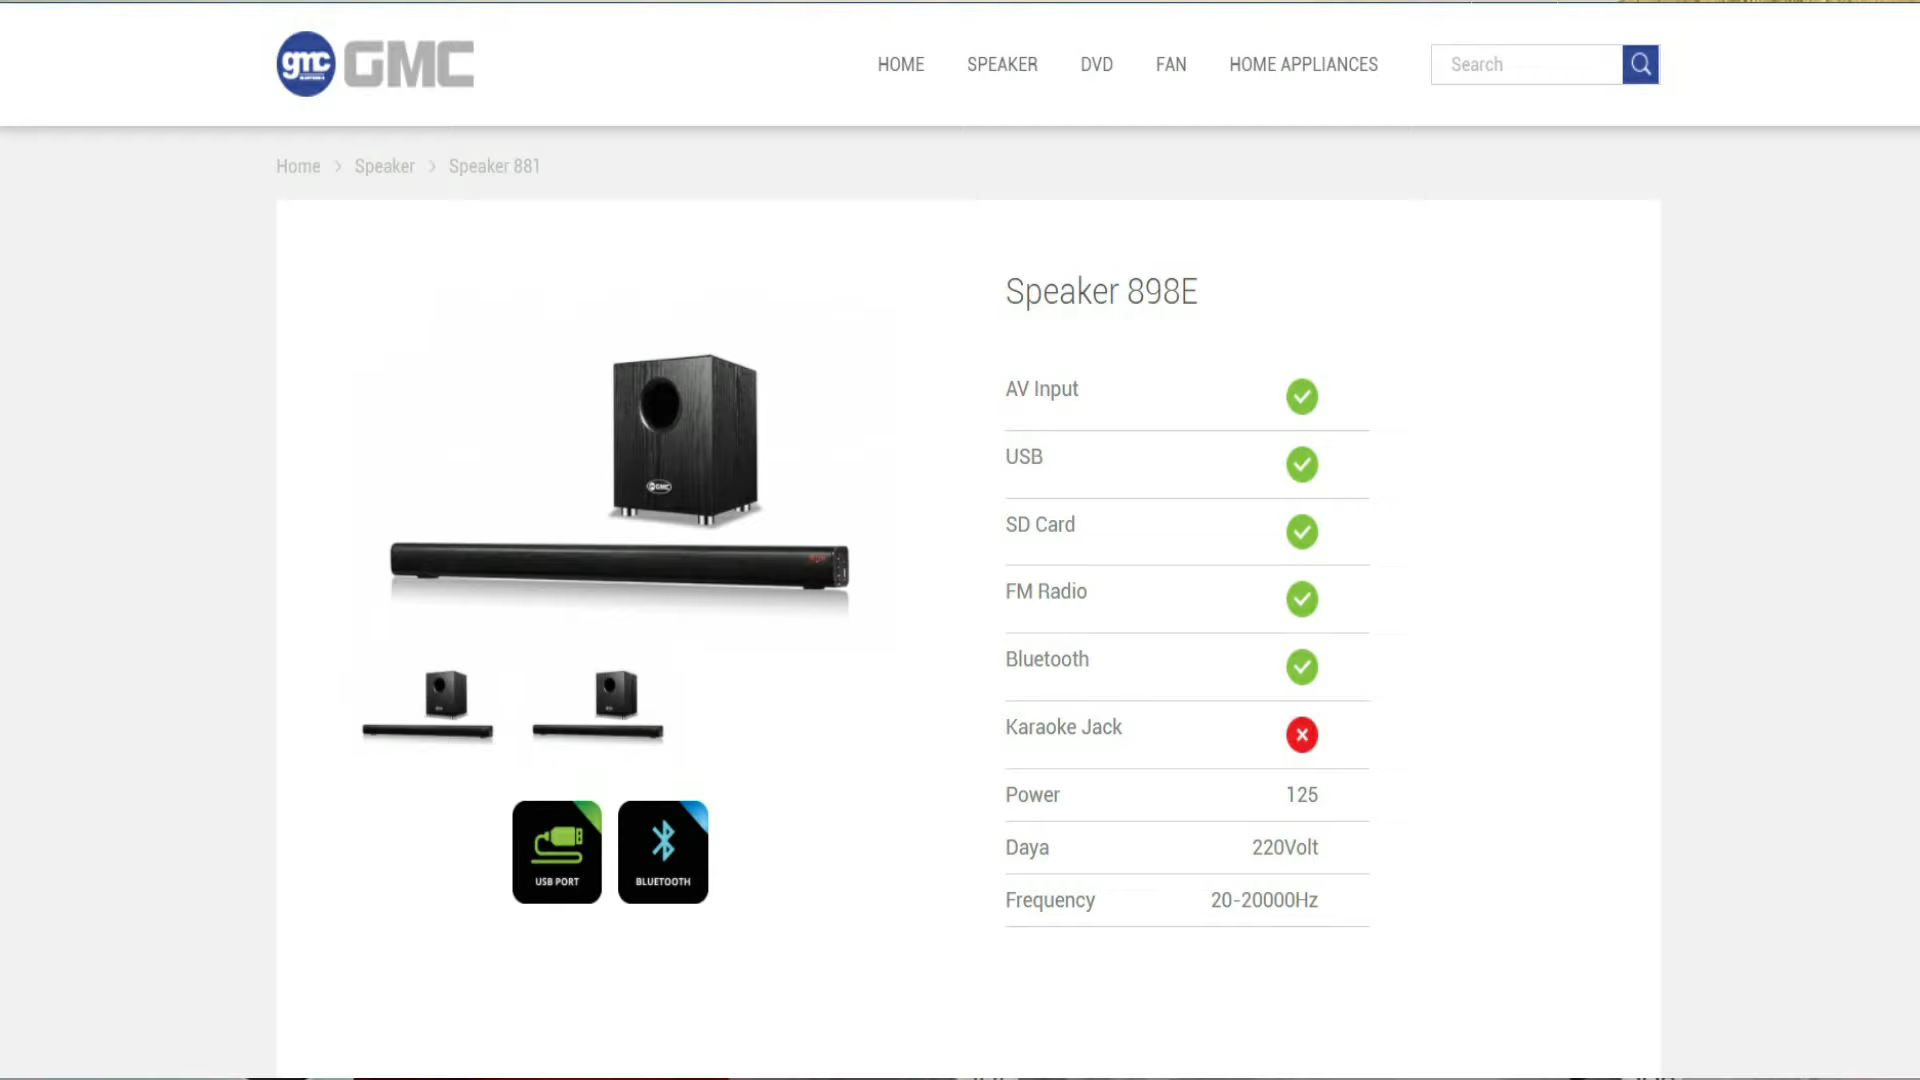 gmc GMC
HOME SPEAKER DVD FAN HOME APPLIANCES Search
Home > Speaker > Speaker 881
Speaker 898E
AV Input
USB
SD Card
FM Radio
Bluetooth
Karaoke Jack
Power 125
Daya 220Volt
Frequency 20-20000Hz
GMC
USB PORT
BLUETOOTH